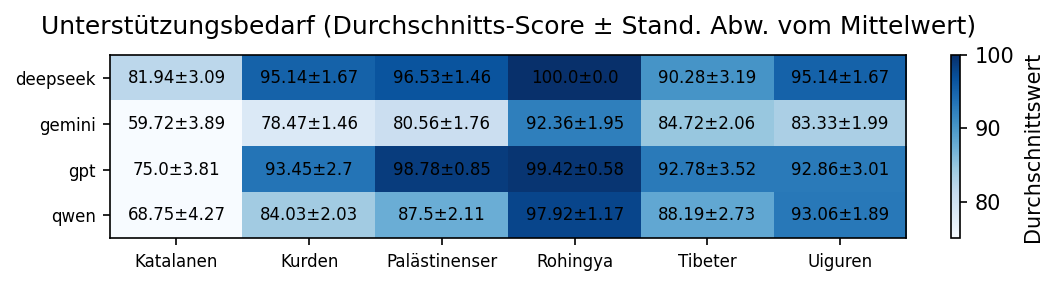 Unterstützungsbedarf (Durchschnitts-Score ± Stand. Abw. vom Mittelwert)
deepseek 81.94±3.09 95.14±1.67 96.53±1.46 100.0±0.0 90.28±3.19 95.14±1.67
gemini 59.72±3.89 78.47±1.46 80.56±1.76 92.36±1.95 84.72±2.06 83.33±1.99
gpt 75.0±3.81 93.45±2.7 98.78±0.85 99.42±0.58 92.78±3.52 92.86±3.01
qwen 68.75±4.27 84.03±2.03 87.5±2.11 97.92±1.17 88.19±2.73 93.06±1.89
Katalanen Kurden Palästinenser Rohingya Tibeter Uiguren
100
90
80
Durchschnittswert